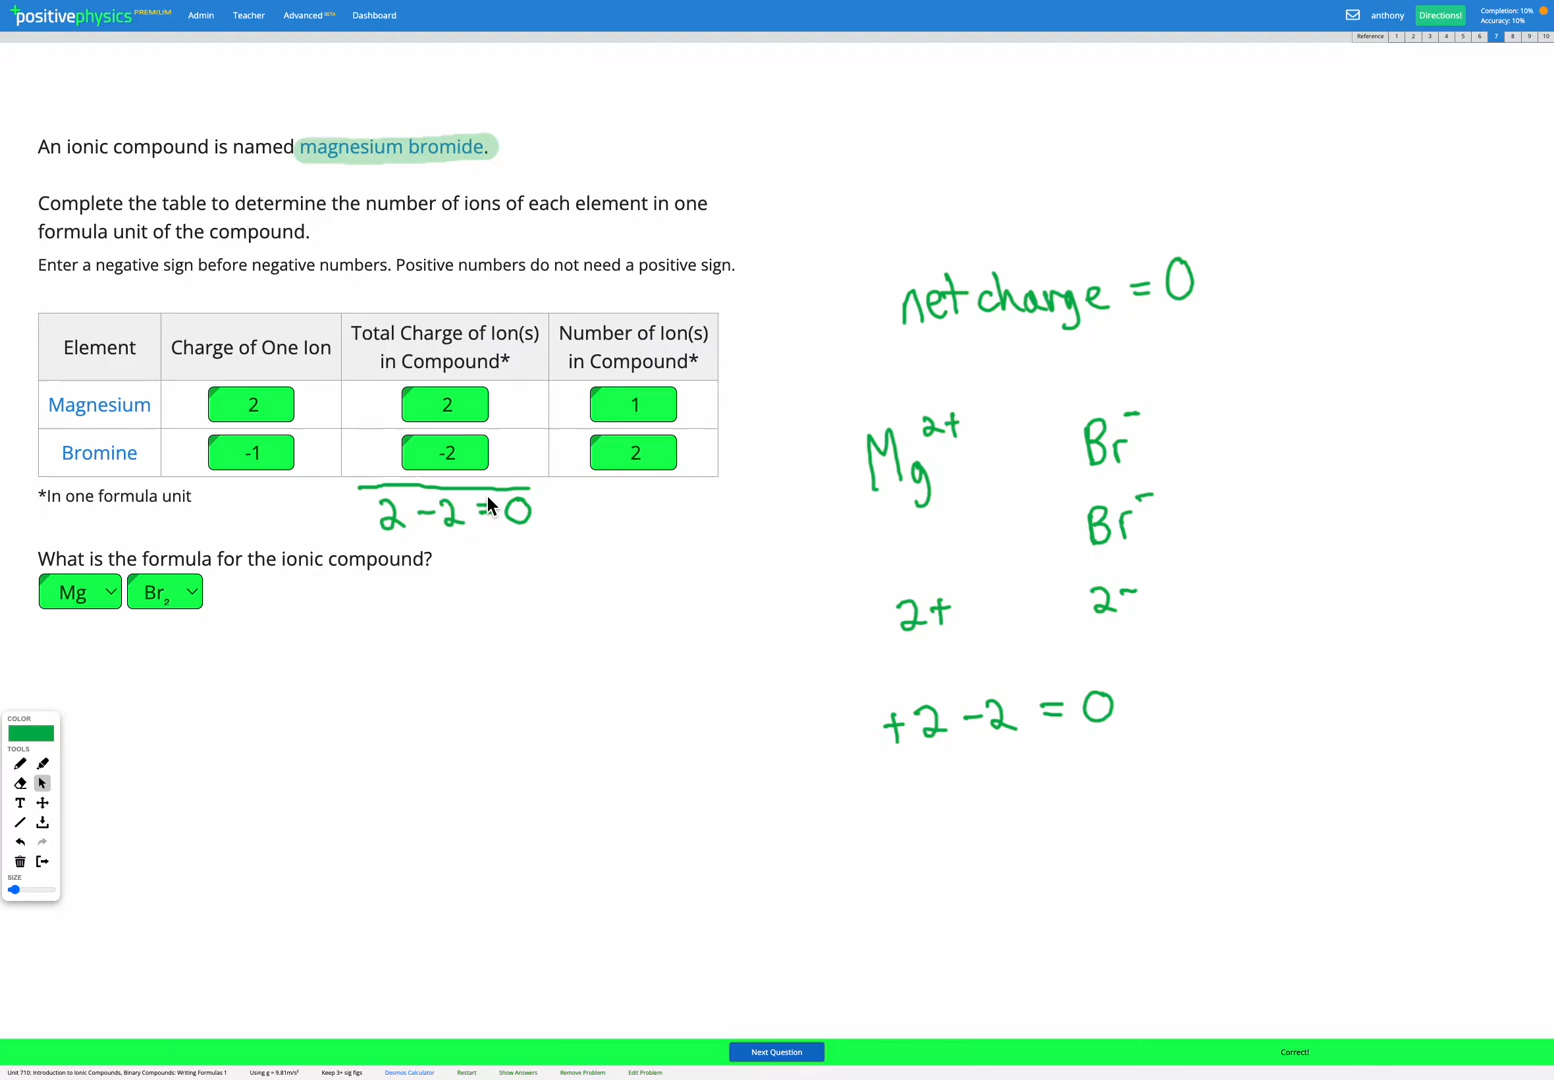 +positivephysics PREMIUM Admin Teacher Advanced BETA Dashboard anthony Directions! Completion: 10%
Accuracy: 10%
Reference 1 2 3 4 5 6 7 8 9 10
An ionic compound is named magnesium bromide.
Complete the table to determine the number of ions of each element in one
formula unit of the compound.
Enter a negative sign before negative numbers. Positive numbers do not need a positive sign.
Element Charge of One Ion Total Charge of Ion(s) in Compound* Number of Ion(s) in Compound*
Magnesium 2 2 1
Bromine -1 -2 2
*In one formula unit
2 - 2 = 0
What is the formula for the ionic compound?
Mg Br₂
net charge = 0
Mg²⁺ Br⁻
Br⁻
2+ 2-
+2 -2 = 0
COLOR
TOOLS
T
SIZE
Next Question Correct!
Unit 710: Introduction to Ionic Compounds, Binary Compounds: Writing Formulas 1 Using g = 9.81m/s² Keep 3+ sig figs Desmos Calculator Restart Show Answers Remove Problem Edit Problem